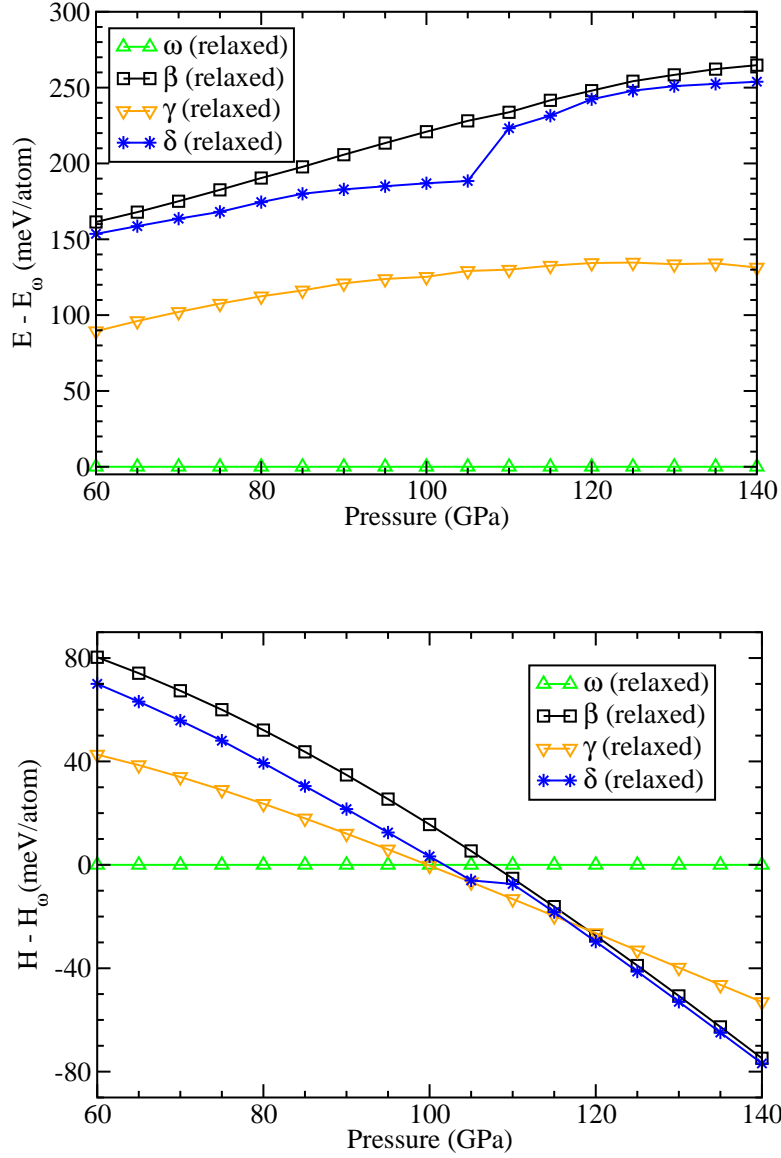 300
250
200
150
100
50
0
E - Eω (meV/atom)
ω (relaxed)
β (relaxed)
γ (relaxed)
δ (relaxed)
60 80 100 120 140
Pressure (GPa)
80
40
0
-40
-80
H - Hω(meV/atom)
ω (relaxed)
β (relaxed)
γ (relaxed)
δ (relaxed)
60 80 100 120 140
Pressure (GPa)